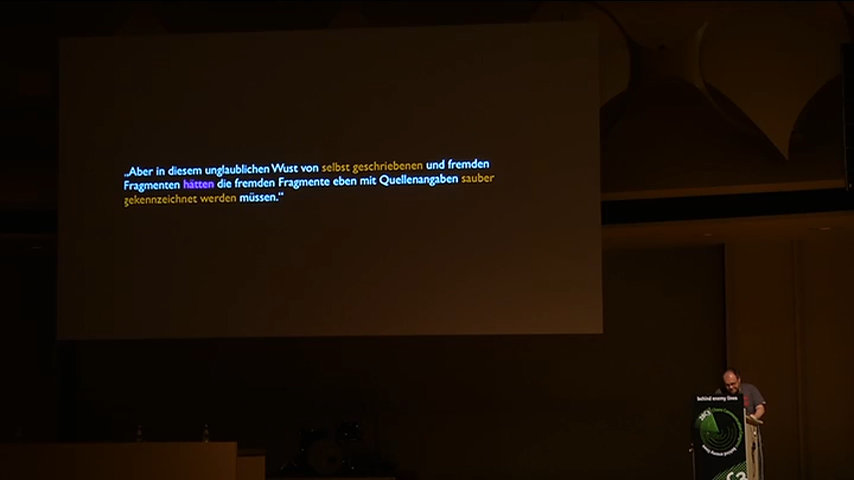 „Aber in diesem unglaublichen Wust von selbst geschriebenen und fremden
Fragmenten hätten die fremden Fragmente eben mit Quellenangaben sauber
gekennzeichnet werden müssen.“
behind enemy lines